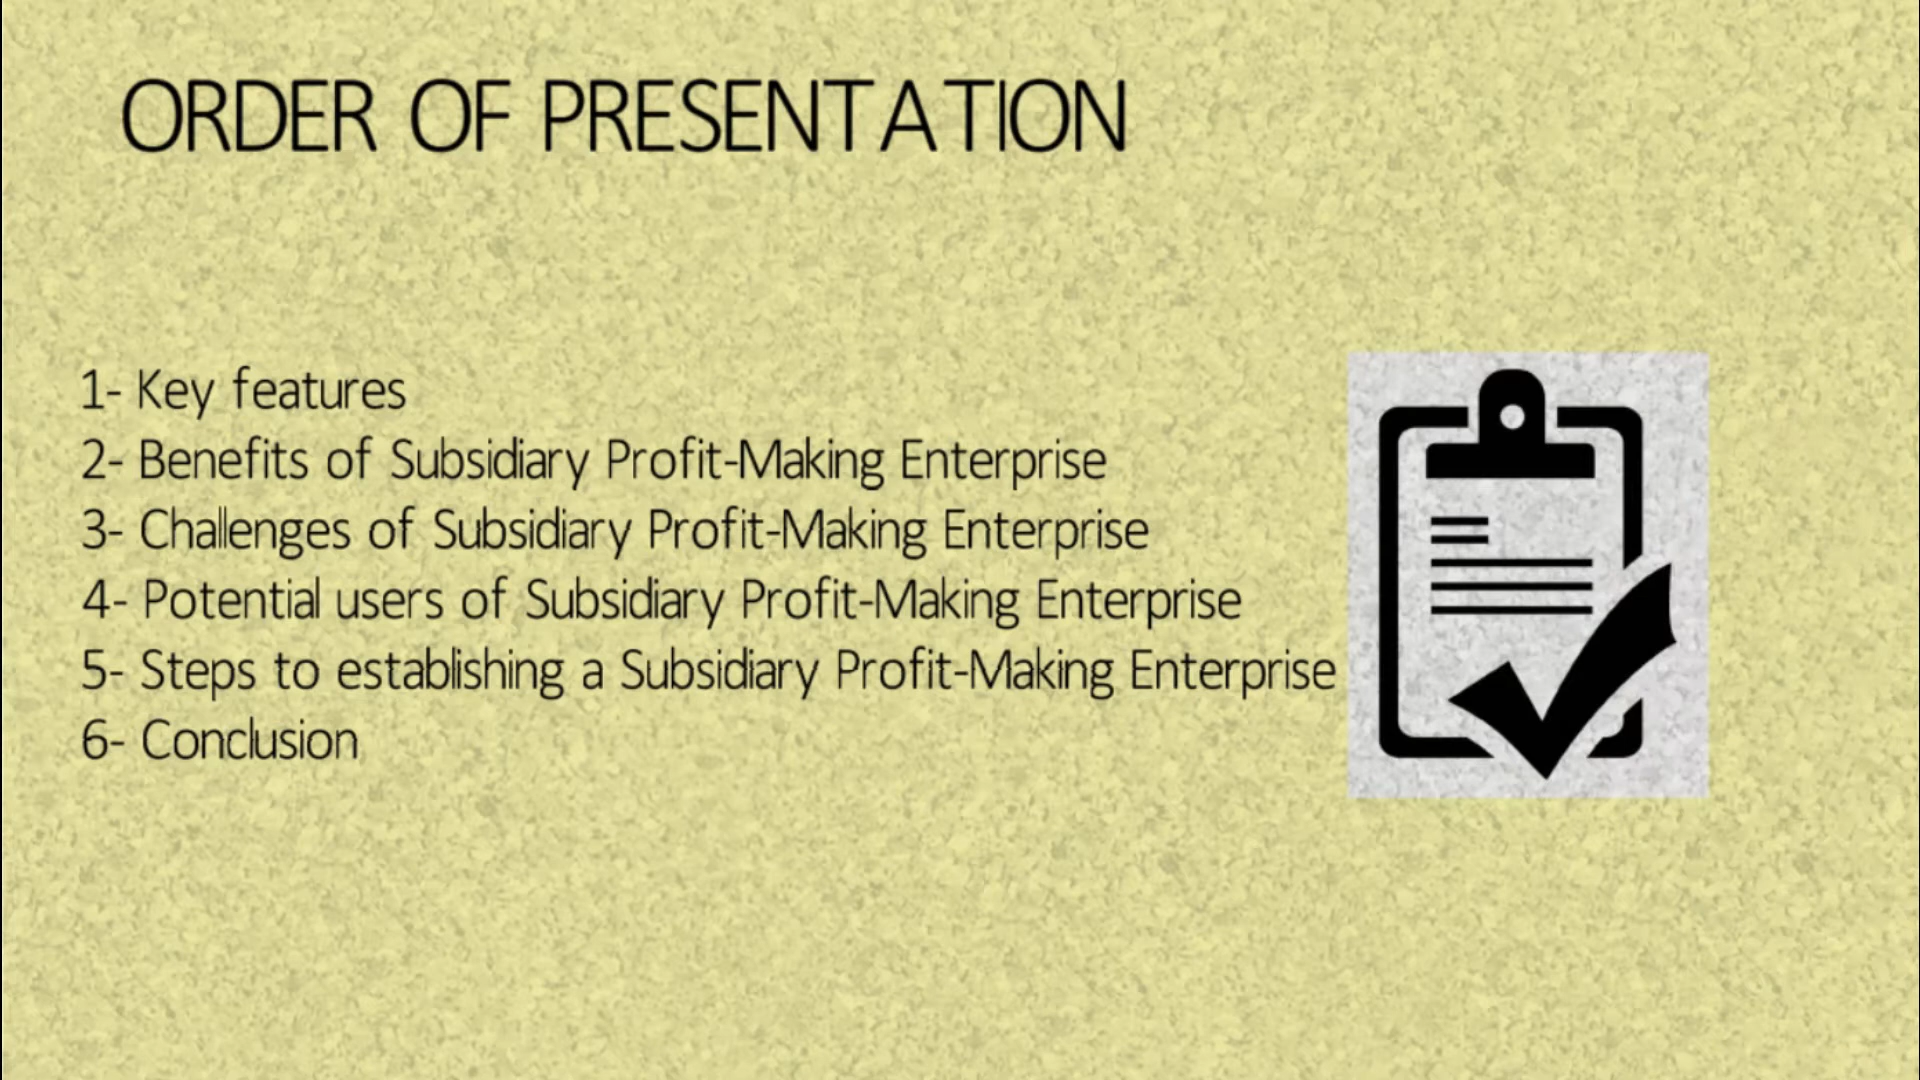 ORDER OF PRESENTATION
1- Key features
2- Benefits of Subsidiary Profit-Making Enterprise
3- Challenges of Subsidiary Profit-Making Enterprise
4- Potential users of Subsidiary Profit-Making Enterprise
5- Steps to establishing a Subsidiary Profit-Making Enterprise
6- Conclusion